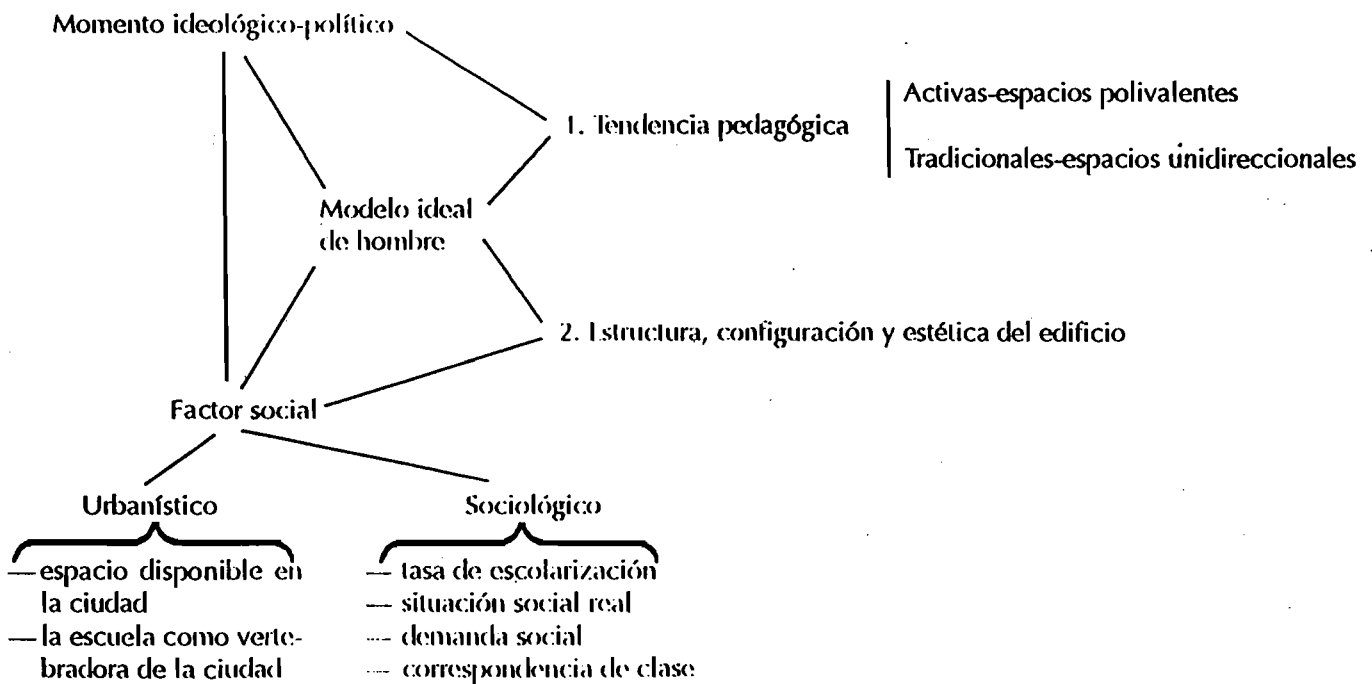 Momento ideológico-político
Activas-espacios polivalentes
1. Tendencia pedagógica
Tradicionales-espacios unidireccionales
Modelo ideal
de hombre
2. Estructura, configuración y estética del edificio
Factor social
Urbanístico
— espacio disponible en
la ciudad
— la escuela como verte-
bradora de la ciudad
Sociológico
— tasa de escolarización
— situación social real
— demanda social
— correspondencia de clase